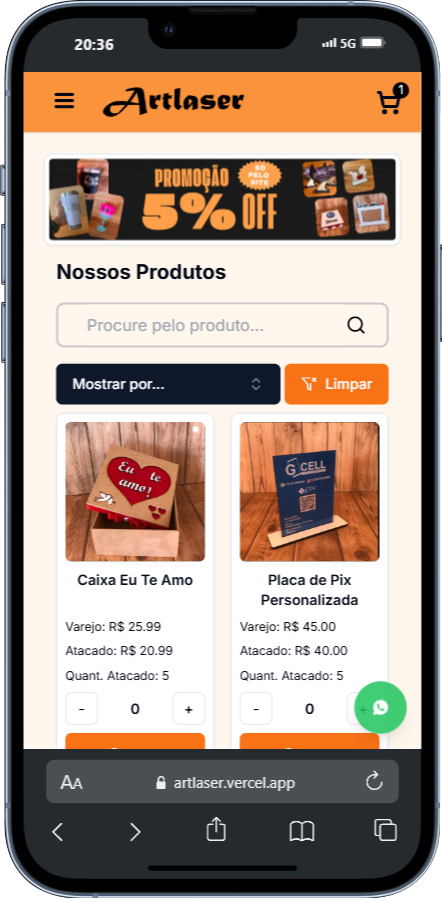 20:36
5G
Artlaser
1
PROMOÇÃO
SÓ
PELO
SITE
5% OFF
Nossos Produtos
Procure pelo produto...
Mostrar por...
Limpar
Eu te
amo!
G CELL
PIX
Caixa Eu Te Amo
Placa de Pix
Personalizada
Varejo: R$ 25.99
Varejo: R$ 45.00
Atacado: R$ 20.99
Atacado: R$ 40.00
Quant. Atacado: 5
Quant. Atacado: 5
- 0 +
- 0 +
AA
artlaser.vercel.app